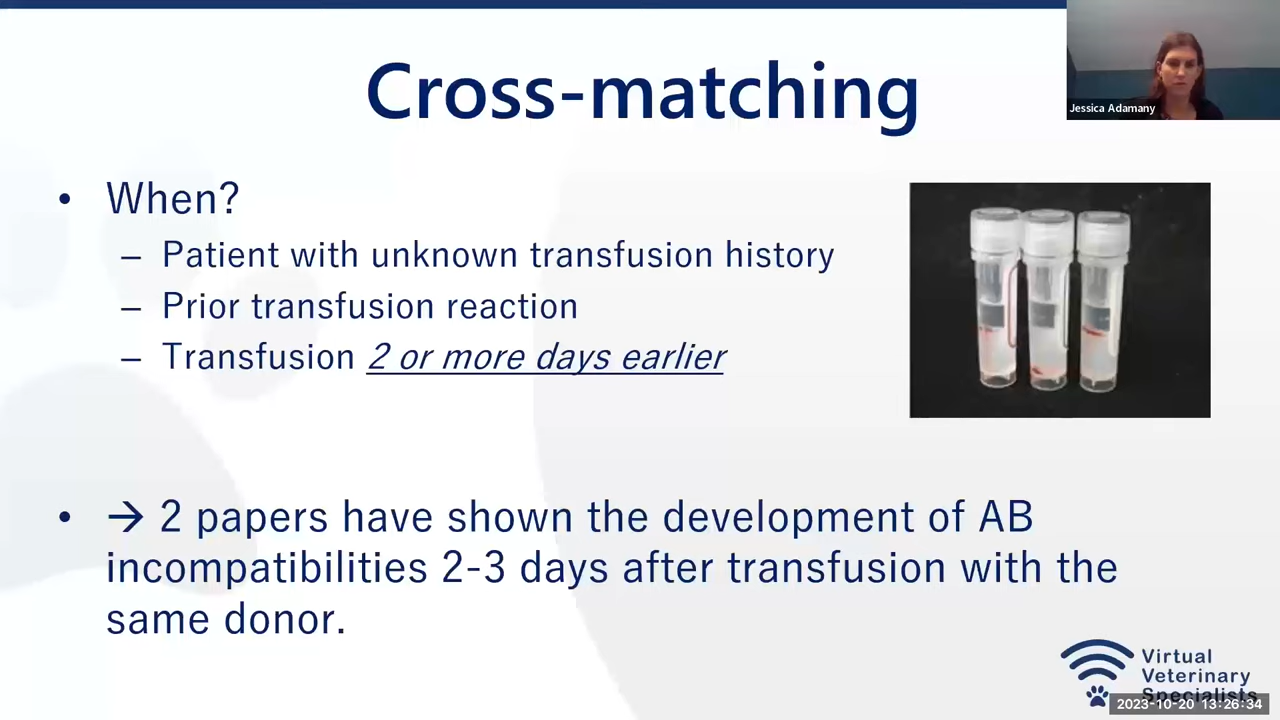 Cross-matching
Jessica Adamany
• When?
– Patient with unknown transfusion history
– Prior transfusion reaction
– Transfusion 2 or more days earlier
• → 2 papers have shown the development of AB
incompatibilities 2-3 days after transfusion with the
same donor.
Virtual
Veterinary
Specialists
2023-10-20 13:26:34